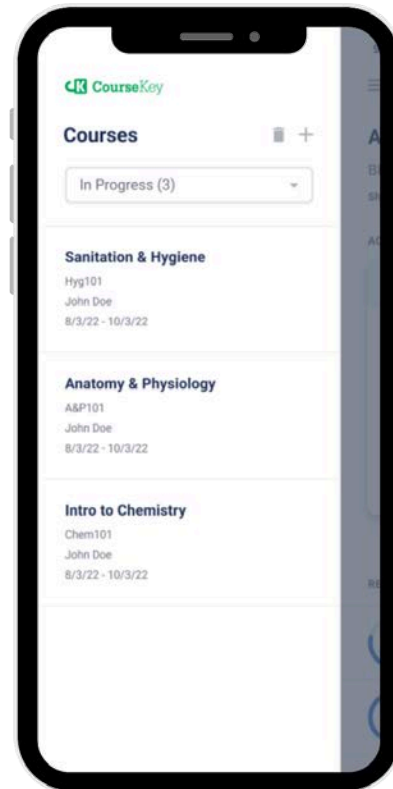 CK CourseKey
Courses
In Progress (3)
Sanitation & Hygiene
Hyg101
John Doe
8/3/22 - 10/3/22
Anatomy & Physiology
A&P101
John Doe
8/3/22 - 10/3/22
Intro to Chemistry
Chem101
John Doe
8/3/22 - 10/3/22